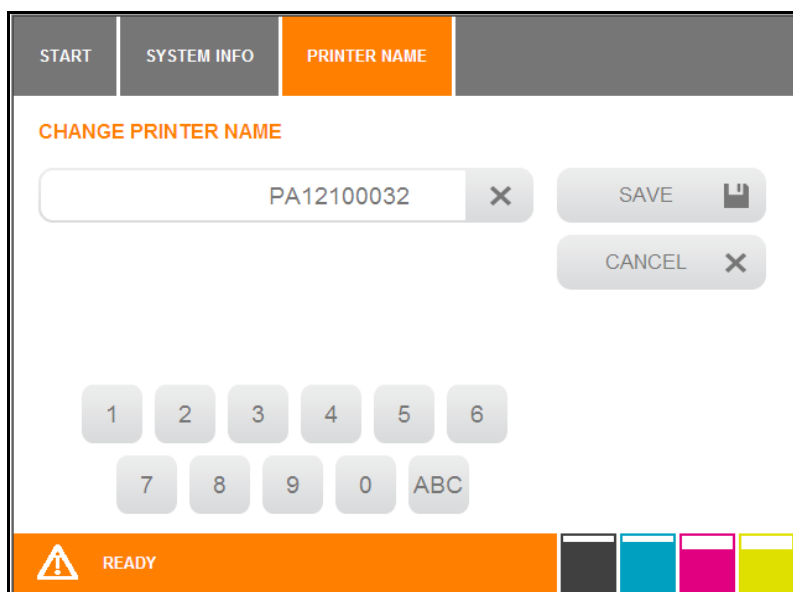 START SYSTEM INFO PRINTER NAME
CHANGE PRINTER NAME
PA12100032 SAVE
CANCEL
1 2 3 4 5 6
7 8 9 0 ABC
READY